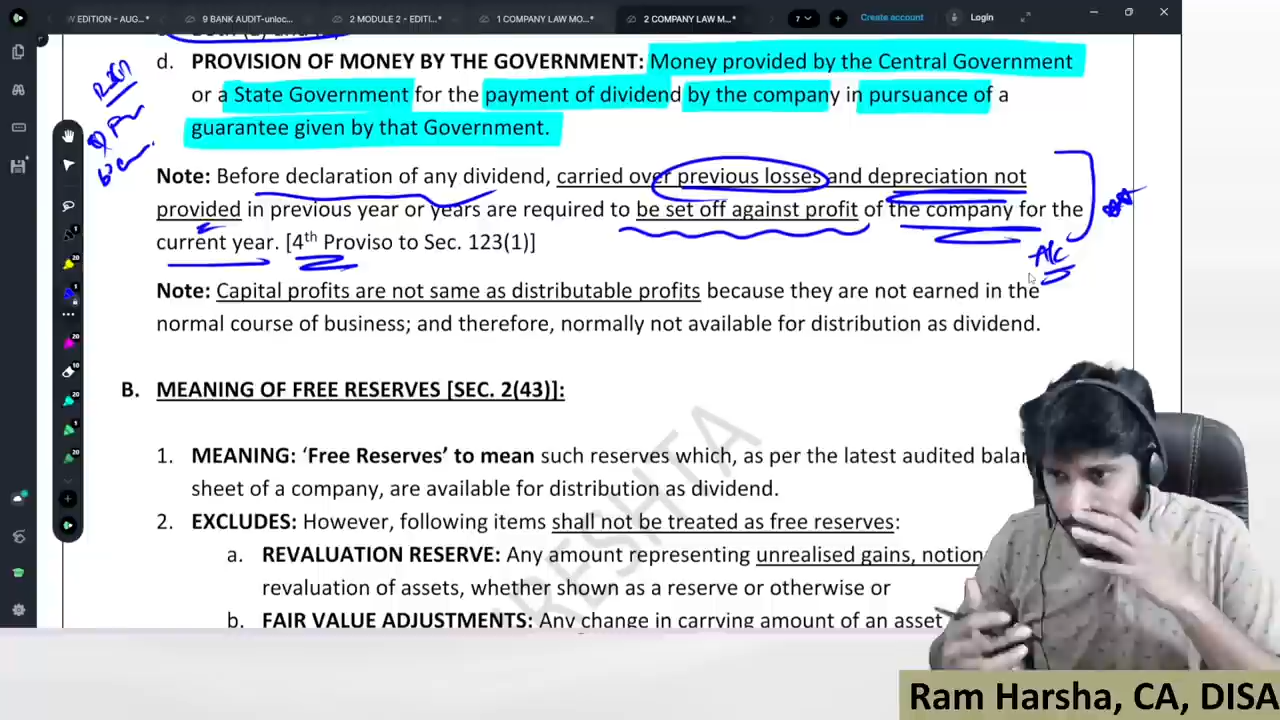 W EDITION - AUG...* 9 BANK AUDIT-unloc... 2 MODULE 2 - EDITI...* 1 COMPANY LAW MO...* 2 COMPANY LAW M...* 7 Create account Login
d. PROVISION OF MONEY BY THE GOVERNMENT: Money provided by the Central Government
or a State Government for the payment of dividend by the company in pursuance of a
guarantee given by that Government.
Note: Before declaration of any dividend, carried over previous losses and depreciation not
provided in previous year or years are required to be set off against profit of the company for the
current year. [4th Proviso to Sec. 123(1)]
A/c
Note: Capital profits are not same as distributable profits because they are not earned in the
normal course of business; and therefore, normally not available for distribution as dividend.
B. MEANING OF FREE RESERVES [SEC. 2(43)]:
1. MEANING: ‘Free Reserves’ to mean such reserves which, as per the latest audited
sheet of a company, are available for distribution as dividend.
2. EXCLUDES: However, following items shall not be treated as free reserves:
a. REVALUATION RESERVE: Any amount representing unrealised gains,
revaluation of assets, whether shown as a reserve or otherwise or
b. FAIR VALUE ADJUSTMENTS: Any change in carrying amount of an asset
Ram Harsha, CA, DISA